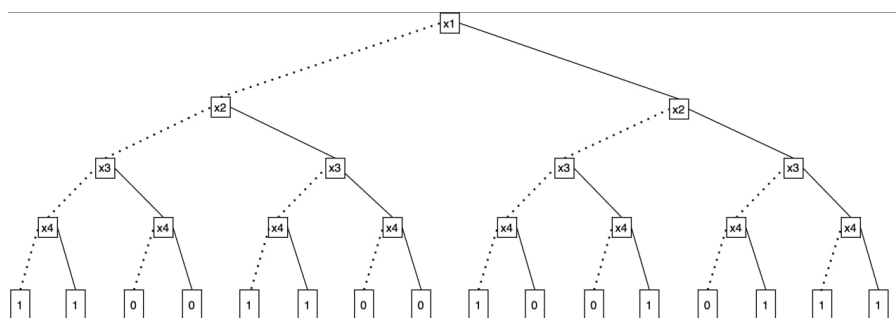 x1
x2 x2
x3 x3 x3 x3
x4 x4 x4 x4 x4 x4 x4 x4
1 1 0 0 1 1 0 0 1 0 0 1 0 1 1 1